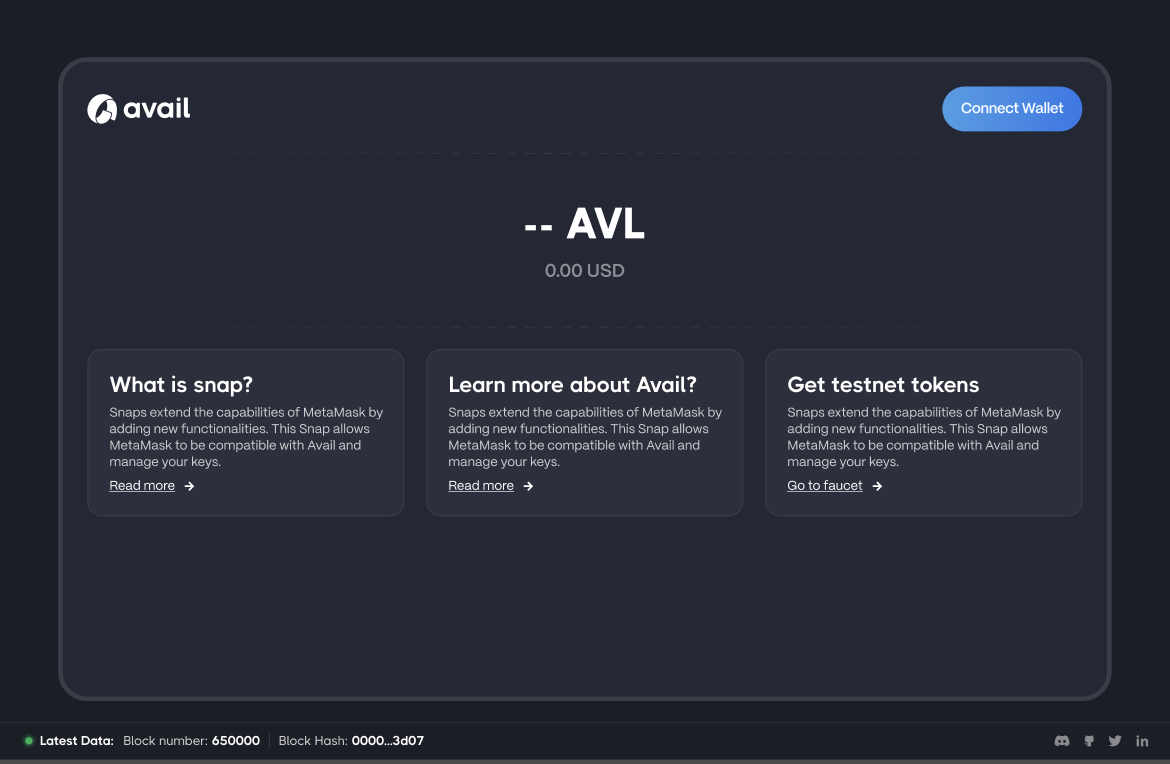 avail
Connect Wallet
-- AVL
0.00 USD
What is snap?
Snaps extend the capabilities of MetaMask by
adding new functionalities. This Snap allows
MetaMask to be compatible with Avail and
manage your keys.
Read more →
Learn more about Avail?
Snaps extend the capabilities of MetaMask by
adding new functionalities. This Snap allows
MetaMask to be compatible with Avail and
manage your keys.
Read more →
Get testnet tokens
Snaps extend the capabilities of MetaMask by
adding new functionalities. This Snap allows
MetaMask to be compatible with Avail and
manage your keys.
Go to faucet →
Latest Data: Block number: 650000 Block Hash: 0000...3d07
in